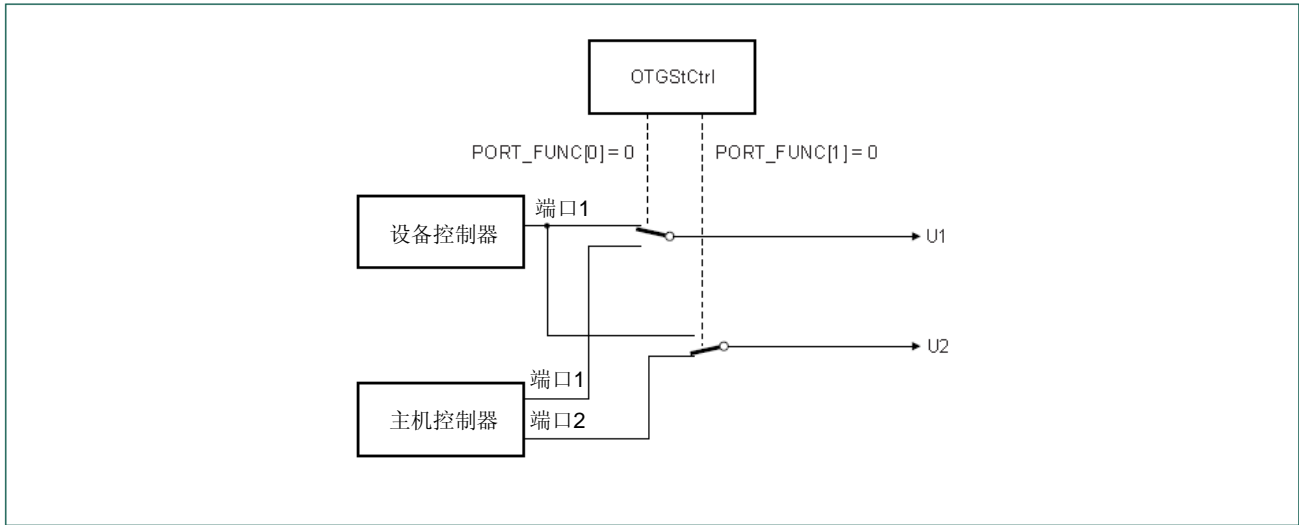 OTGStCtrl
PORT_FUNC[0] = 0
PORT_FUNC[1] = 0
端口1
设备控制器
U1
U2
端口1
主机控制器
端口2